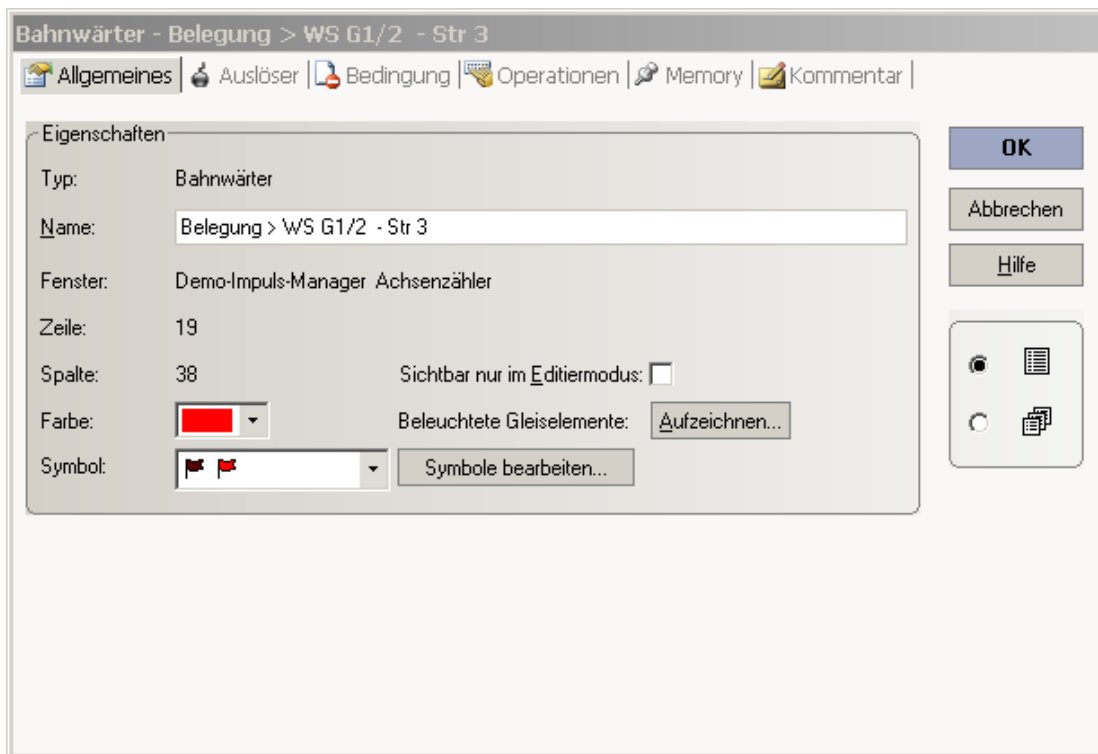 Bahnwärter - Belegung > WS G1/2 - Str 3
Allgemeines Auslöser Bedingung Operationen Memory Kommentar
Eigenschaften
Typ: Bahnwärter
Name: Belegung > WS G1/2 - Str 3
Fenster: Demo-Impuls-Manager Achsenzähler
Zeile: 19
Spalte: 38 Sichtbar nur im Editiermodus:
Farbe: Beleuchtete Gleiselemente: Aufzeichnen...
Symbol: Symbole bearbeiten...
OK
Abbrechen
Hilfe